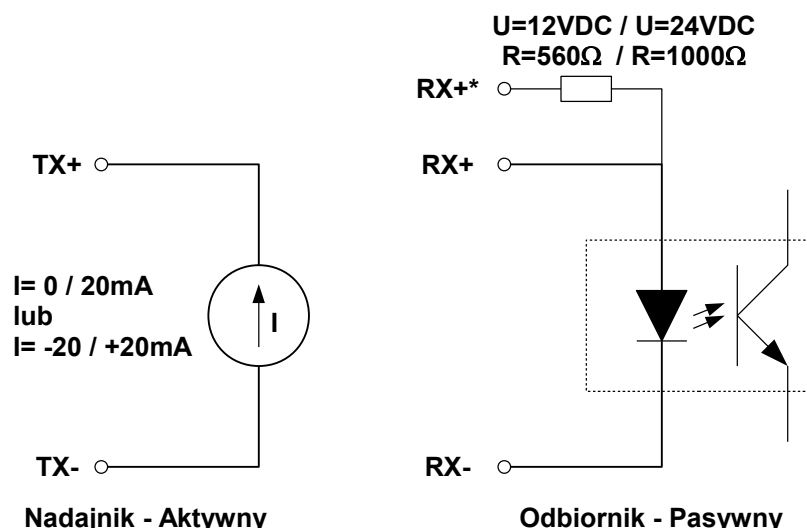 U=12VDC / U=24VDC
R=560Ω / R=1000Ω
RX+*
TX+
RX+
I= 0 / 20mA
lub
I= -20 / +20mA
I
TX-
RX-
Nadajnik - Aktywny
Odbiornik - Pasywny